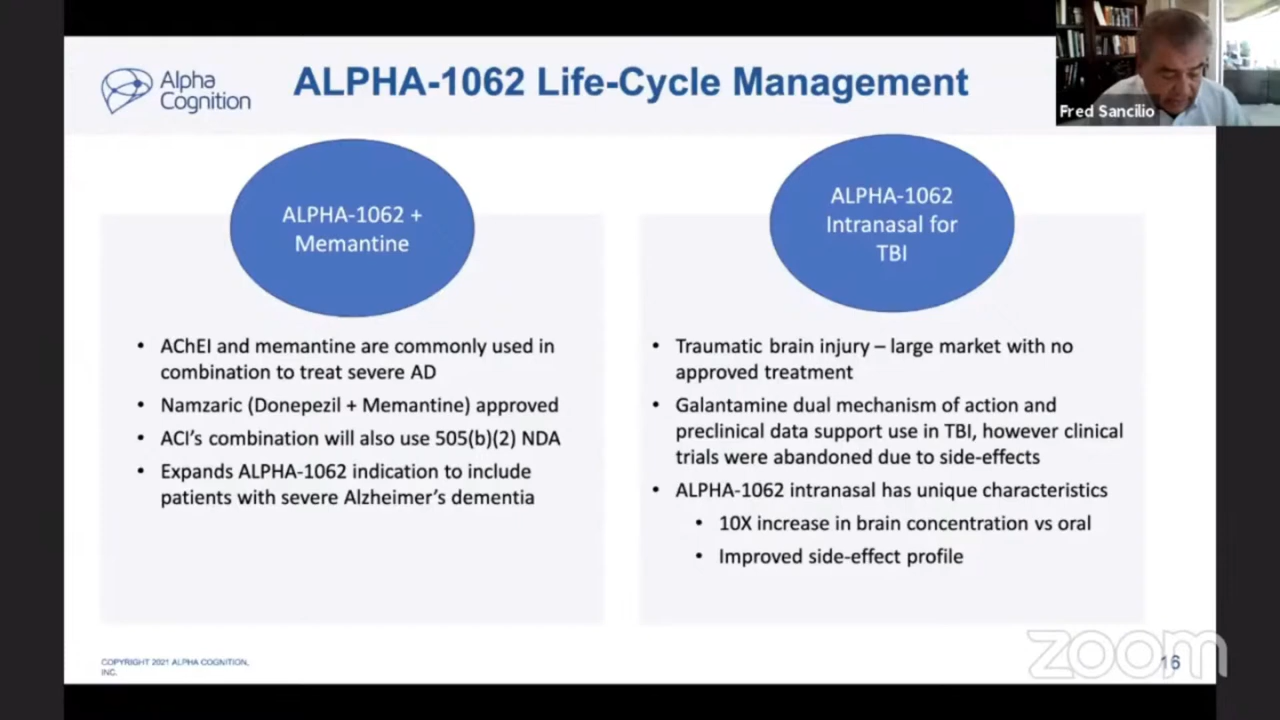 Alpha
Cognition
ALPHA-1062 Life-Cycle Management
Fred Sancilio
ALPHA-1062 +
Memantine
• AChEI and memantine are commonly used in
combination to treat severe AD
• Namzaric (Donepezil + Memantine) approved
• ACI’s combination will also use 505(b)(2) NDA
• Expands ALPHA-1062 indication to include
patients with severe Alzheimer’s dementia
ALPHA-1062
Intranasal for
TBI
• Traumatic brain injury – large market with no
approved treatment
• Galantamine dual mechanism of action and
preclinical data support use in TBI, however clinical
trials were abandoned due to side-effects
• ALPHA-1062 intranasal has unique characteristics
• 10X increase in brain concentration vs oral
• Improved side-effect profile
COPYRIGHT 2021 ALPHA COGNITION,
INC.
zoom
16